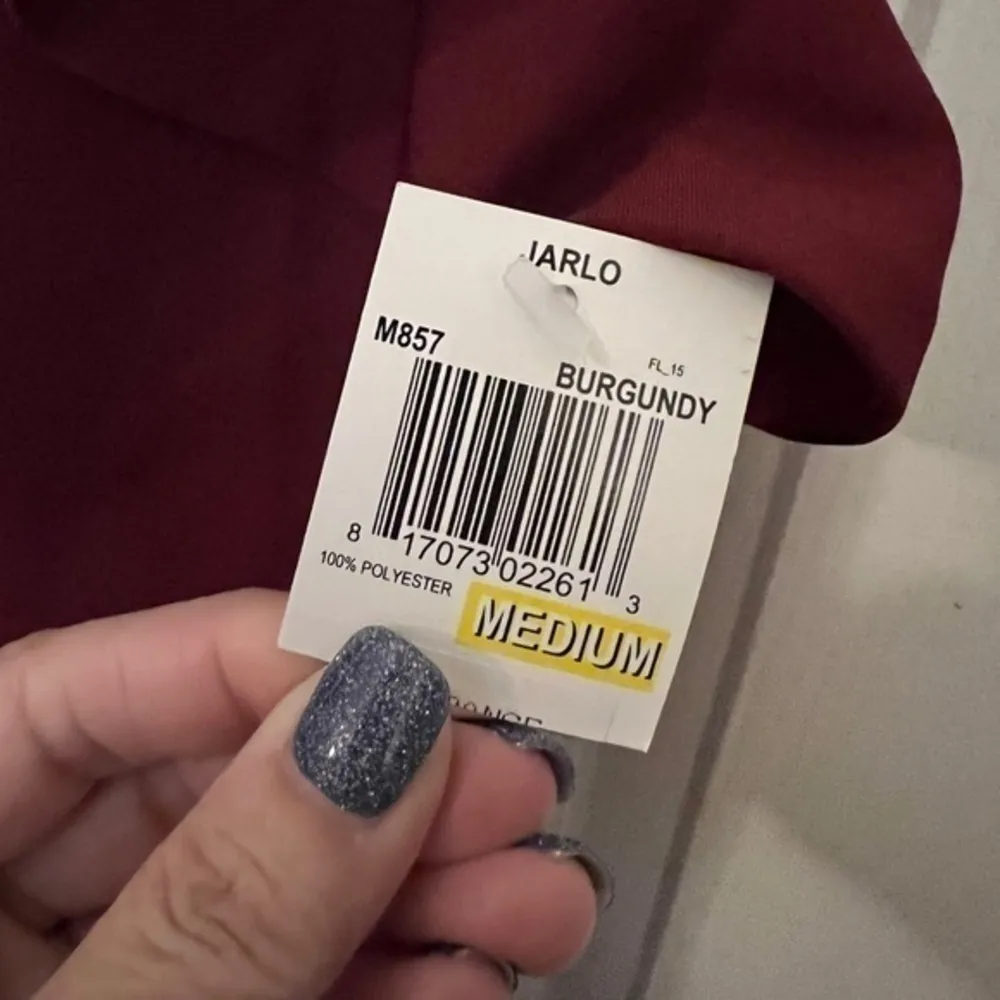 JARLO
M857
FL_15
BURGUNDY
8 17073 02261 3
100% POLYESTER
MEDIUM